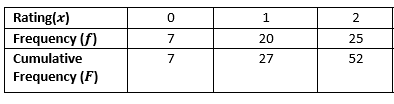 Rating(x) 0 1 2
Frequency (f) 7 20 25
Cumulative 7 27 52
Frequency (F)